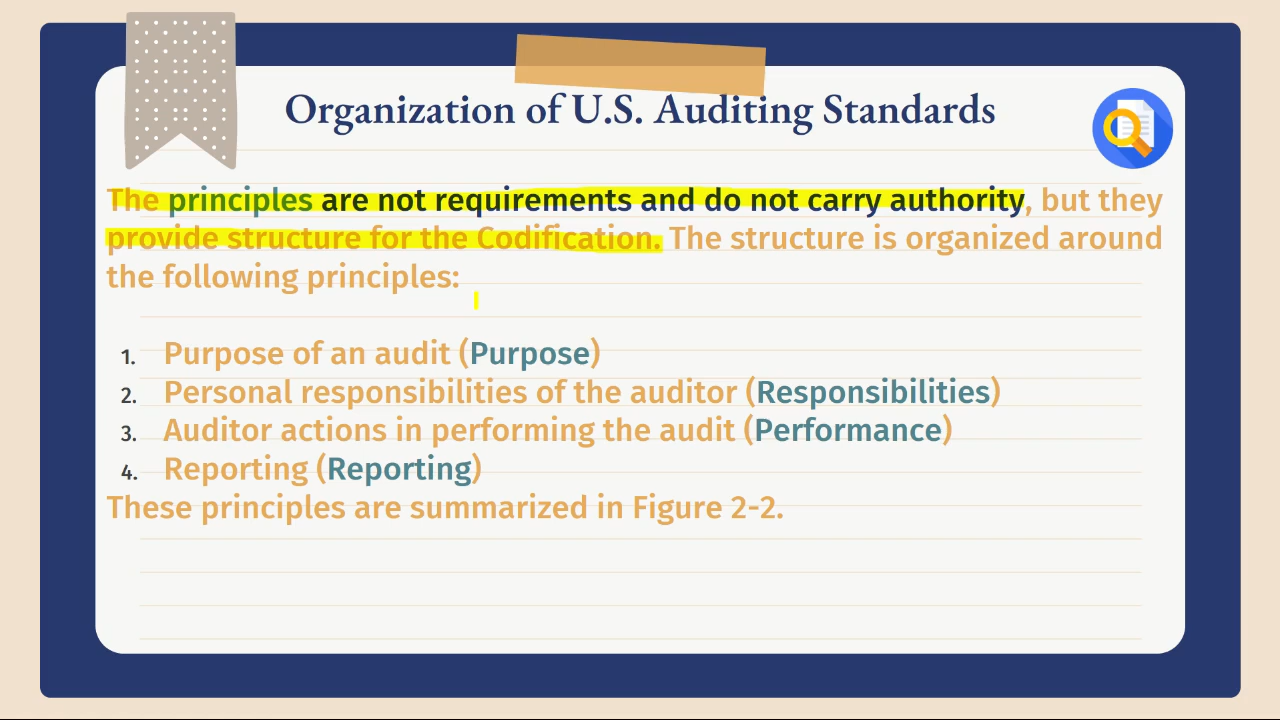 Organization of U.S. Auditing Standards
The principles are not requirements and do not carry authority, but they
provide structure for the Codification. The structure is organized around
the following principles:
1. Purpose of an audit (Purpose)
2. Personal responsibilities of the auditor (Responsibilities)
3. Auditor actions in performing the audit (Performance)
4. Reporting (Reporting)
These principles are summarized in Figure 2-2.